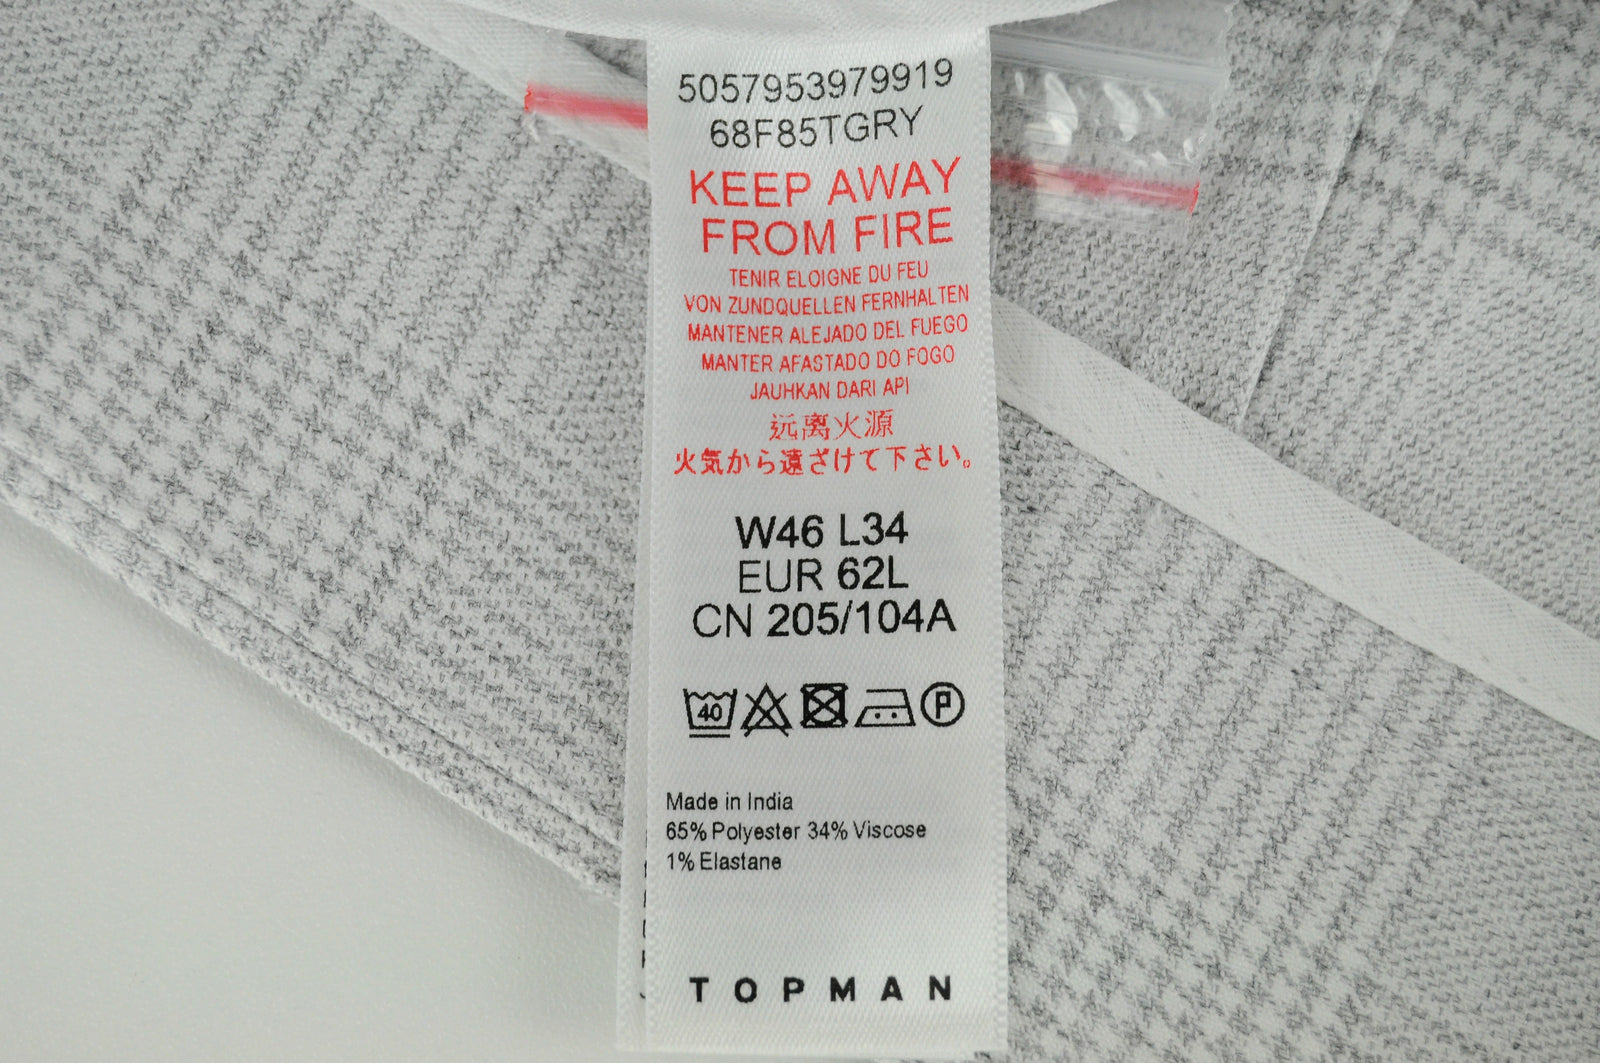 5057953979919
68F85TGRY
KEEP AWAY
FROM FIRE
TENIR ELOIGNE DU FEU
VON ZUNDQUELLEN FERNHALTEN
MANTENER ALEJADO DEL FUEGO
MANTER AFASTADO DO FOGO
JAUHKAN DARI API
远离火源
火気から遠ざけて下さい。
W46 L34
EUR 62L
CN 205/104A
40
P
Made in India
65% Polyester 34% Viscose
1% Elastane
TOPMAN